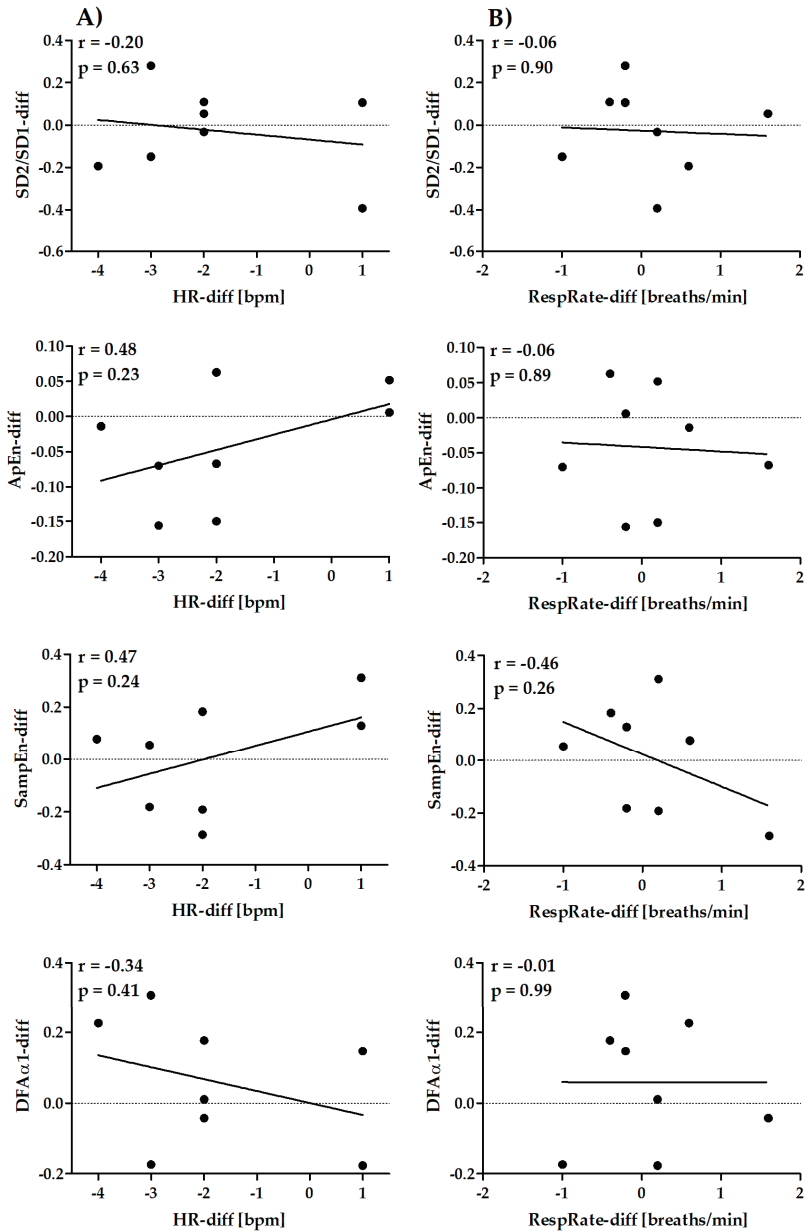 A)
B)
r = -0.20
p = 0.63
0.4
0.2
0.0
-0.2
-0.4
-0.6
SD2/SD1-diff
-4 -3 -2 -1 0 1
HR-diff [bpm]
r = -0.06
p = 0.90
0.4
0.2
0.0
-0.2
-0.4
-0.6
SD2/SD1-diff
-2 -1 0 1 2
RespRate-diff [breaths/min]
r = 0.48
p = 0.23
0.10
0.05
0.00
-0.05
-0.10
-0.15
-0.20
ApEn-diff
-4 -3 -2 -1 0 1
HR-diff [bpm]
r = -0.06
p = 0.89
0.10
0.05
0.00
-0.05
-0.10
-0.15
-0.20
ApEn-diff
-2 -1 0 1 2
RespRate-diff [breaths/min]
r = 0.47
p = 0.24
0.4
0.2
0.0
-0.2
-0.4
SampEn-diff
-4 -3 -2 -1 0 1
HR-diff [bpm]
r = -0.46
p = 0.26
0.4
0.2
0.0
-0.2
-0.4
SampEn-diff
-2 -1 0 1 2
RespRate-diff [breaths/min]
r = -0.34
p = 0.41
0.4
0.2
0.0
-0.2
DFAα1-diff
-4 -3 -2 -1 0 1
HR-diff [bpm]
r = -0.01
p = 0.99
0.4
0.2
0.0
-0.2
DFAα1-diff
-2 -1 0 1 2
RespRate-diff [breaths/min]